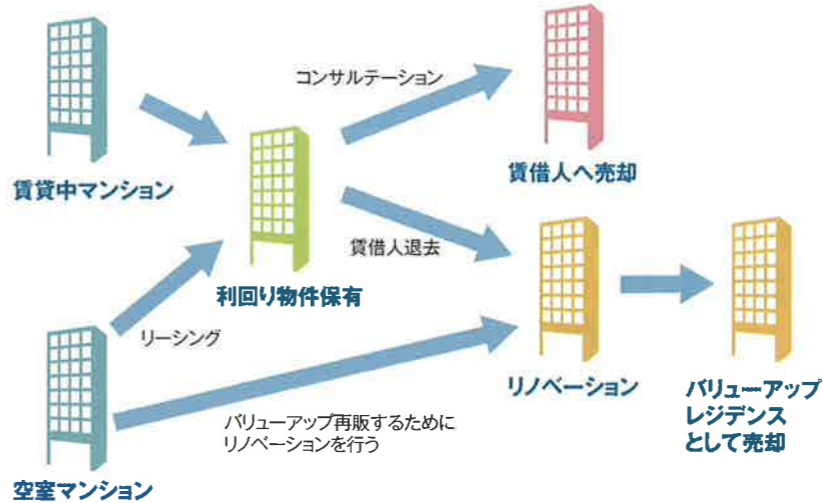 コンサルテーション
賃貸中マンション
賃借人へ売却
賃借人退去
利回り物件保有
リーシング
リノベーション
バリューアップ
レジデンス
として売却
バリューアップ再販するために
リノベーションを行う
空室マンション